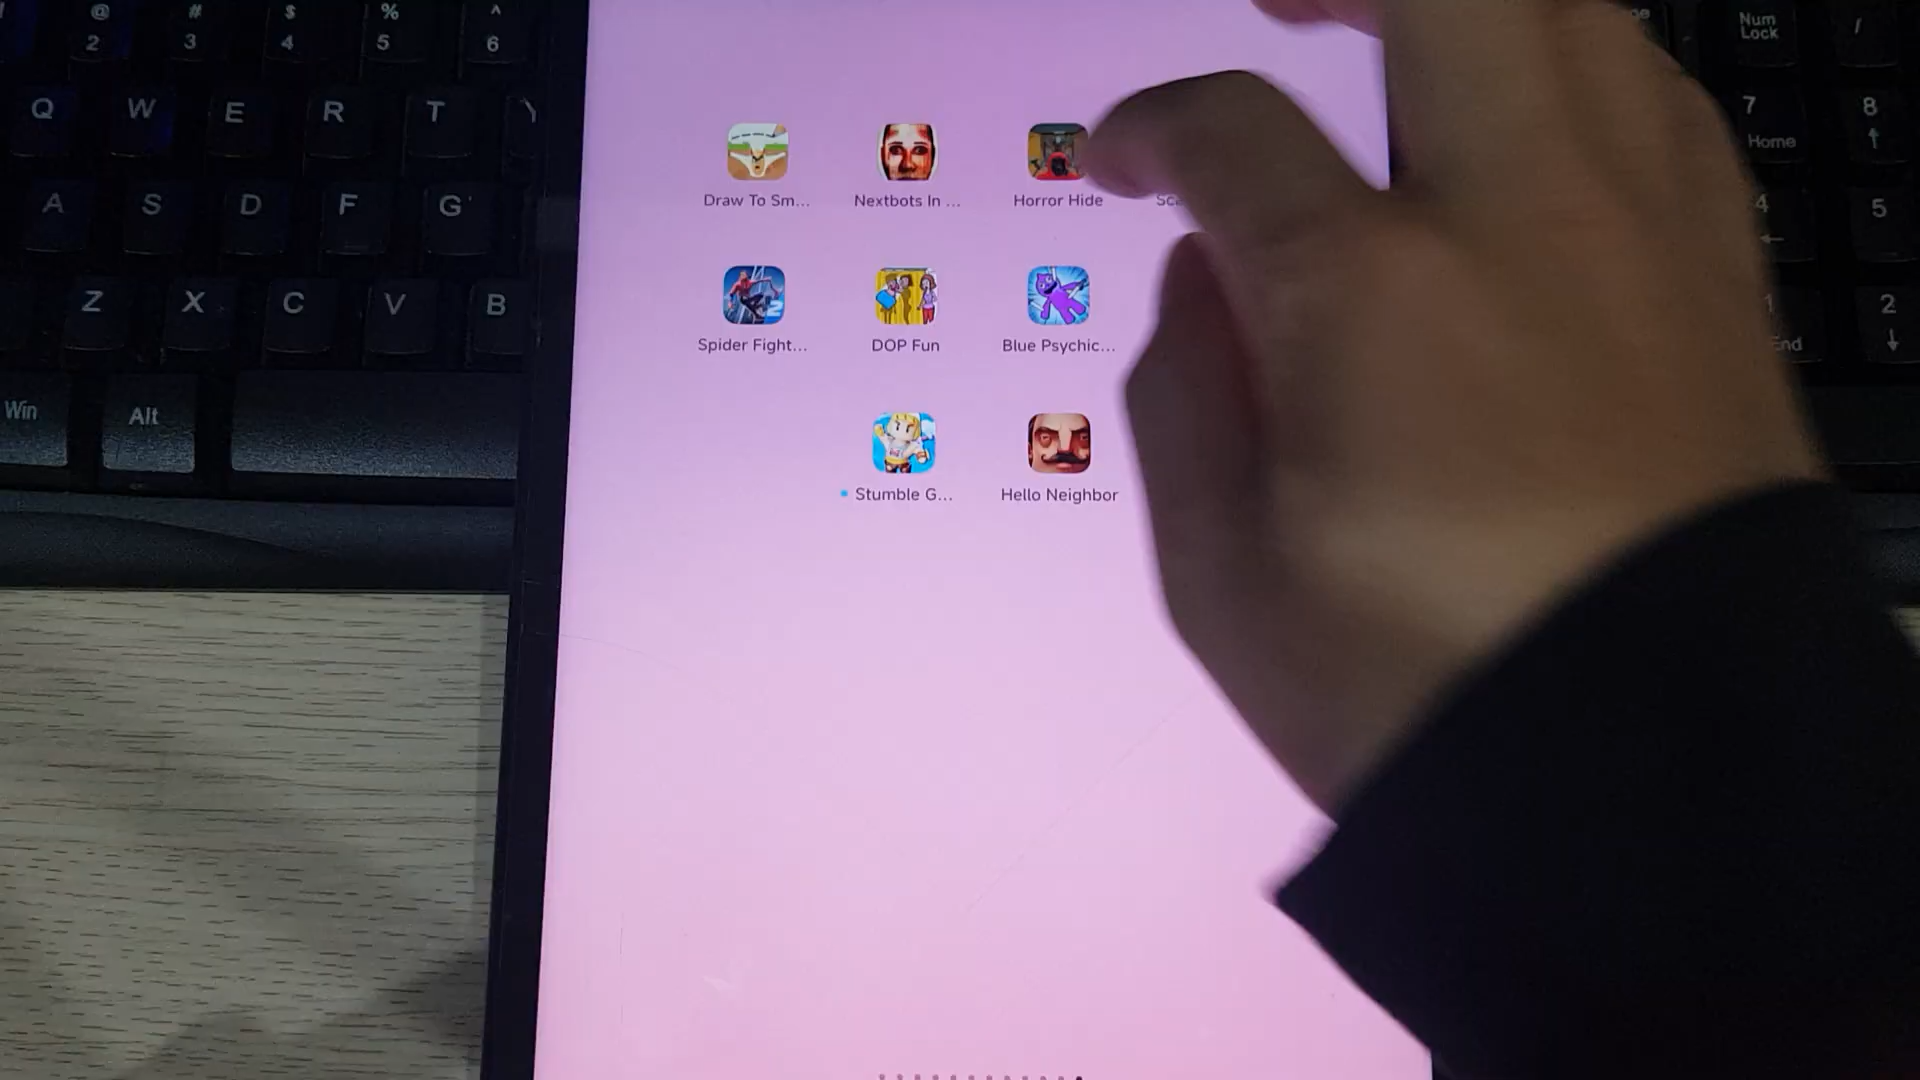 @ # $ % ^
2 3 4 5 6
Num
Lock
/
Q W E R T Y
7 8
Home
A S D F G
4 5
Draw To Sm...
Nextbots In ...
Horror Hide
Z X C V B
1 2
End
Spider Fight...
DOP Fun
Blue Psychic...
Win Alt
Stumble G...
Hello Neighbor